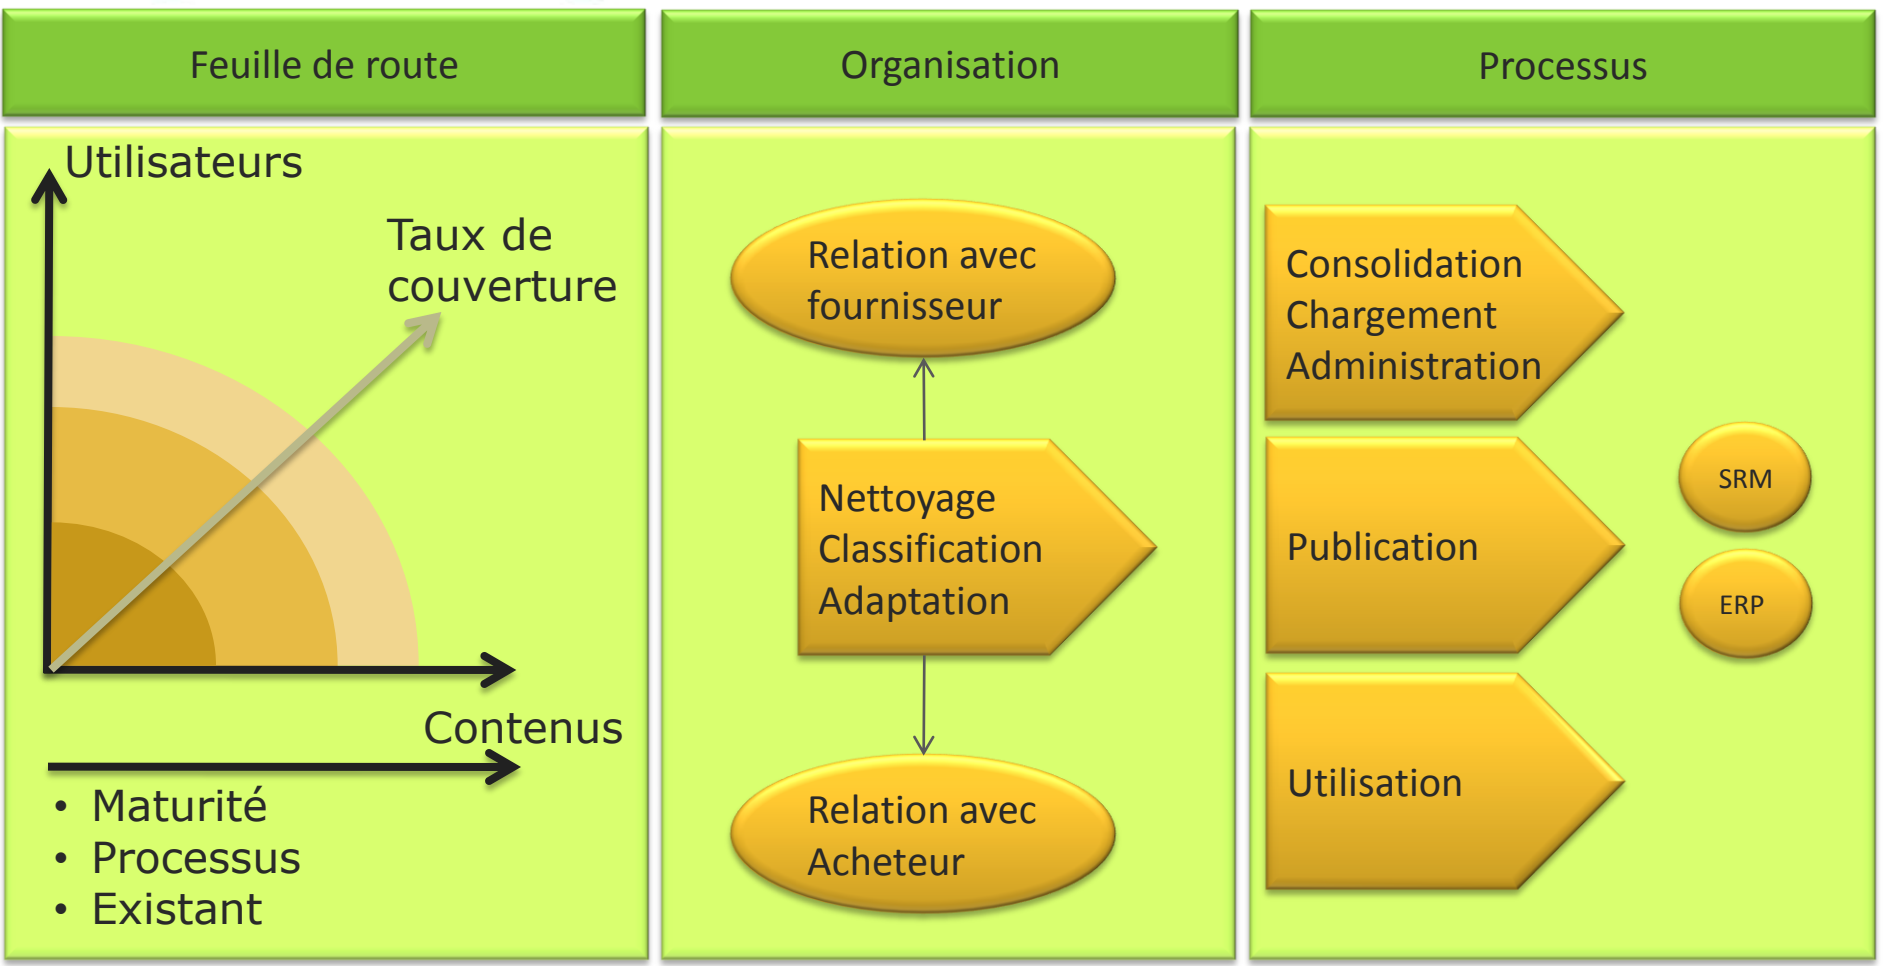 Feuille de route
Organisation
Processus
Utilisateurs
Taux de
couverture
Contenus
• Maturité
• Processus
• Existant
Relation avec
fournisseur
Nettoyage
Classification
Adaptation
Relation avec
Acheteur
Consolidation
Chargement
Administration
Publication
Utilisation
SRM
ERP